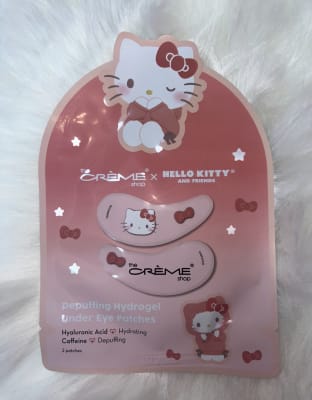 the
CRÈME
shop
x
HELLO KITTY®
AND FRIENDS
the
CRÈME
shop
Depuffing Hydrogel
Under Eye Patches
Hyaluronic Acid Hydrating
Caffeine Depuffing
2 patches